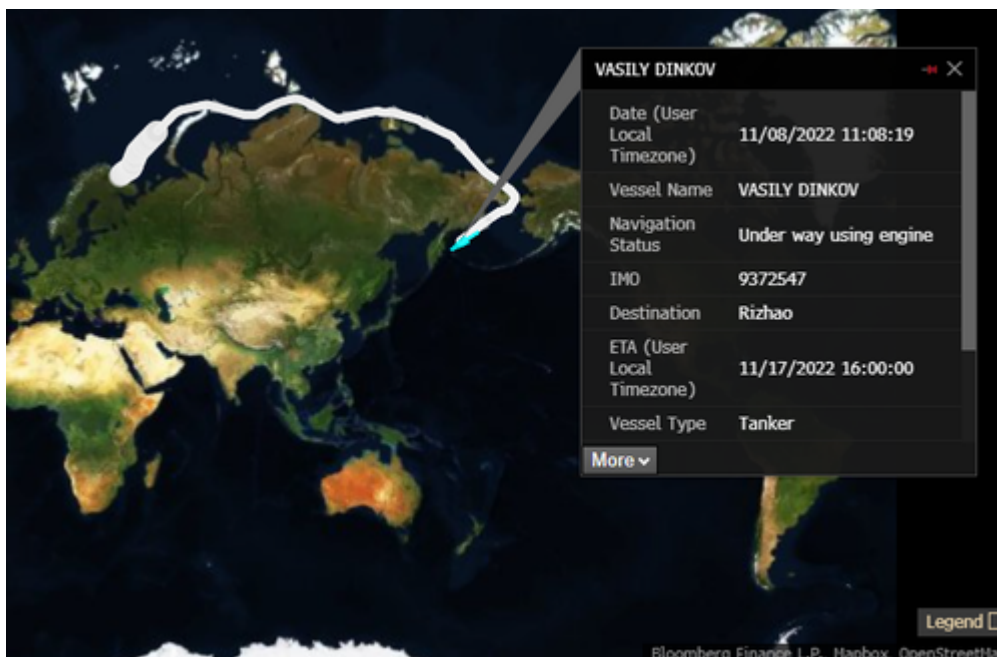 VASILY DINKOV
Date (User
Local
Timezone)
11/08/2022 11:08:19
Vessel Name
VASILY DINKOV
Navigation
Status
Under way using engine
IMO
9372547
Destination
Rizhao
ETA (User
Local
Timezone)
11/17/2022 16:00:00
Vessel Type
Tanker
More
Legend
Bloomberg Finance L.P. Mapbox, OpenStreetMa